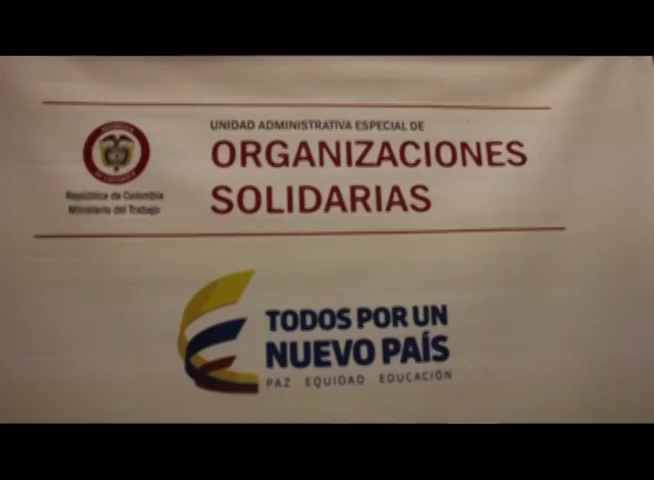 UNIDAD ADMINISTRATIVA ESPECIAL DE
ORGANIZACIONES
SOLIDARIAS
República de Colombia
Ministerio del Trabajo
TODOS POR UN
NUEVO PAÍS
PAZ EQUIDAD EDUCACIÓN